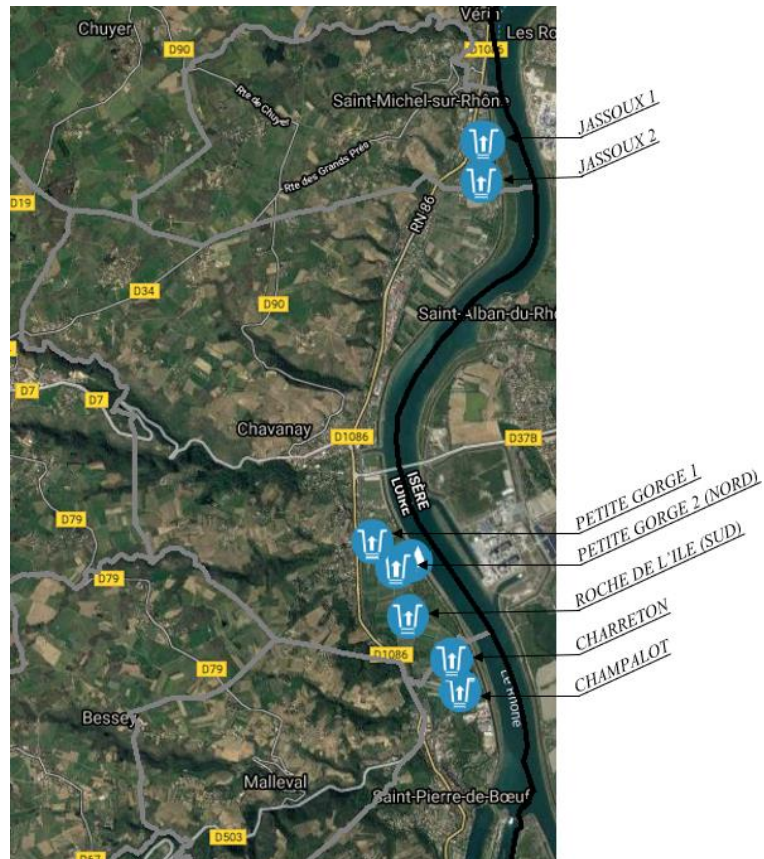 Vérin
Chuyer
Les Ro
D90
D1086
Saint-Michel-sur-Rhône
JASSOUX 1
Rte de Chuyer
JASSOUX 2
Rte des Grands Prés
D19
RN 86
D34
D90
Saint-Alban-du-Rh
D7
D7
Chavanay
D1086
D37B
ISÈRE
LOIRE
PETITE GORGE 1
PETITE GORGE 2 (NORD)
D79
ROCHE DE L'ILE (SUD)
D79
CHARRETON
D1086
D79
CHAMPALOT
Le Rhône
Bessey
Malleval
Saint-Pierre-de-Bœuf
D503
D67